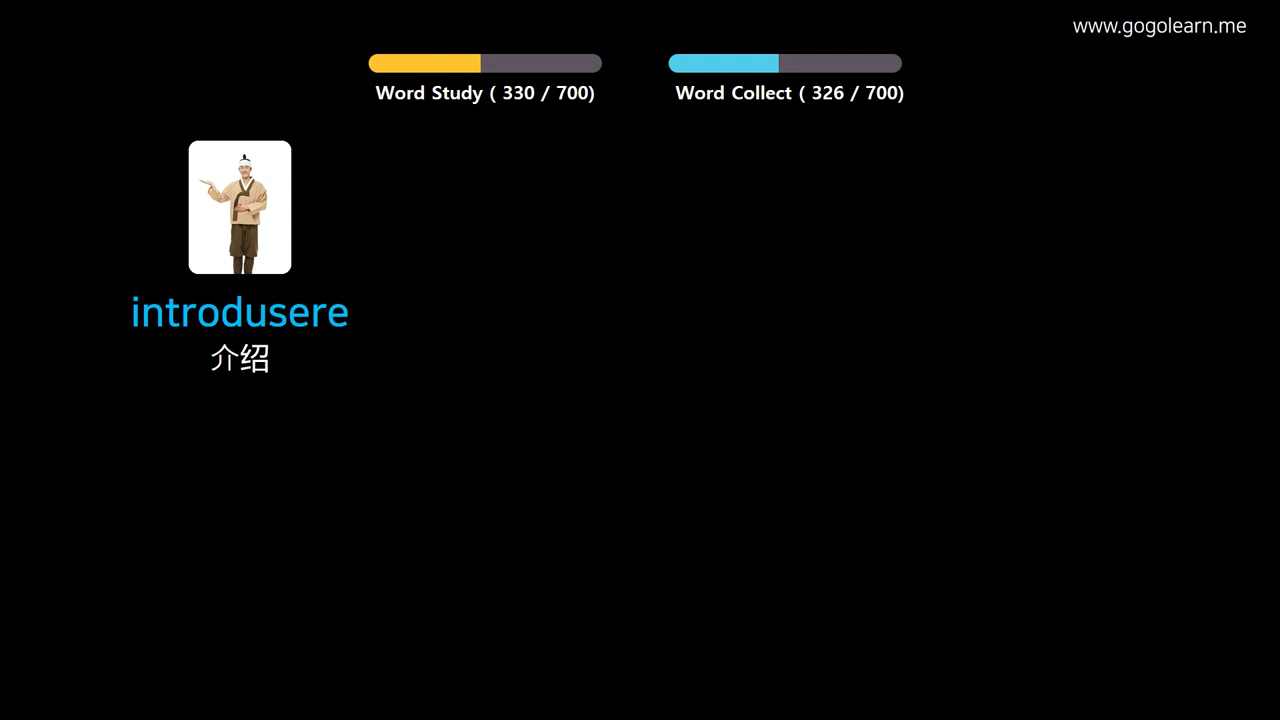 www.gogolearn.me
Word Study ( 330 / 700)
Word Collect ( 326 / 700)
introdusere
介绍